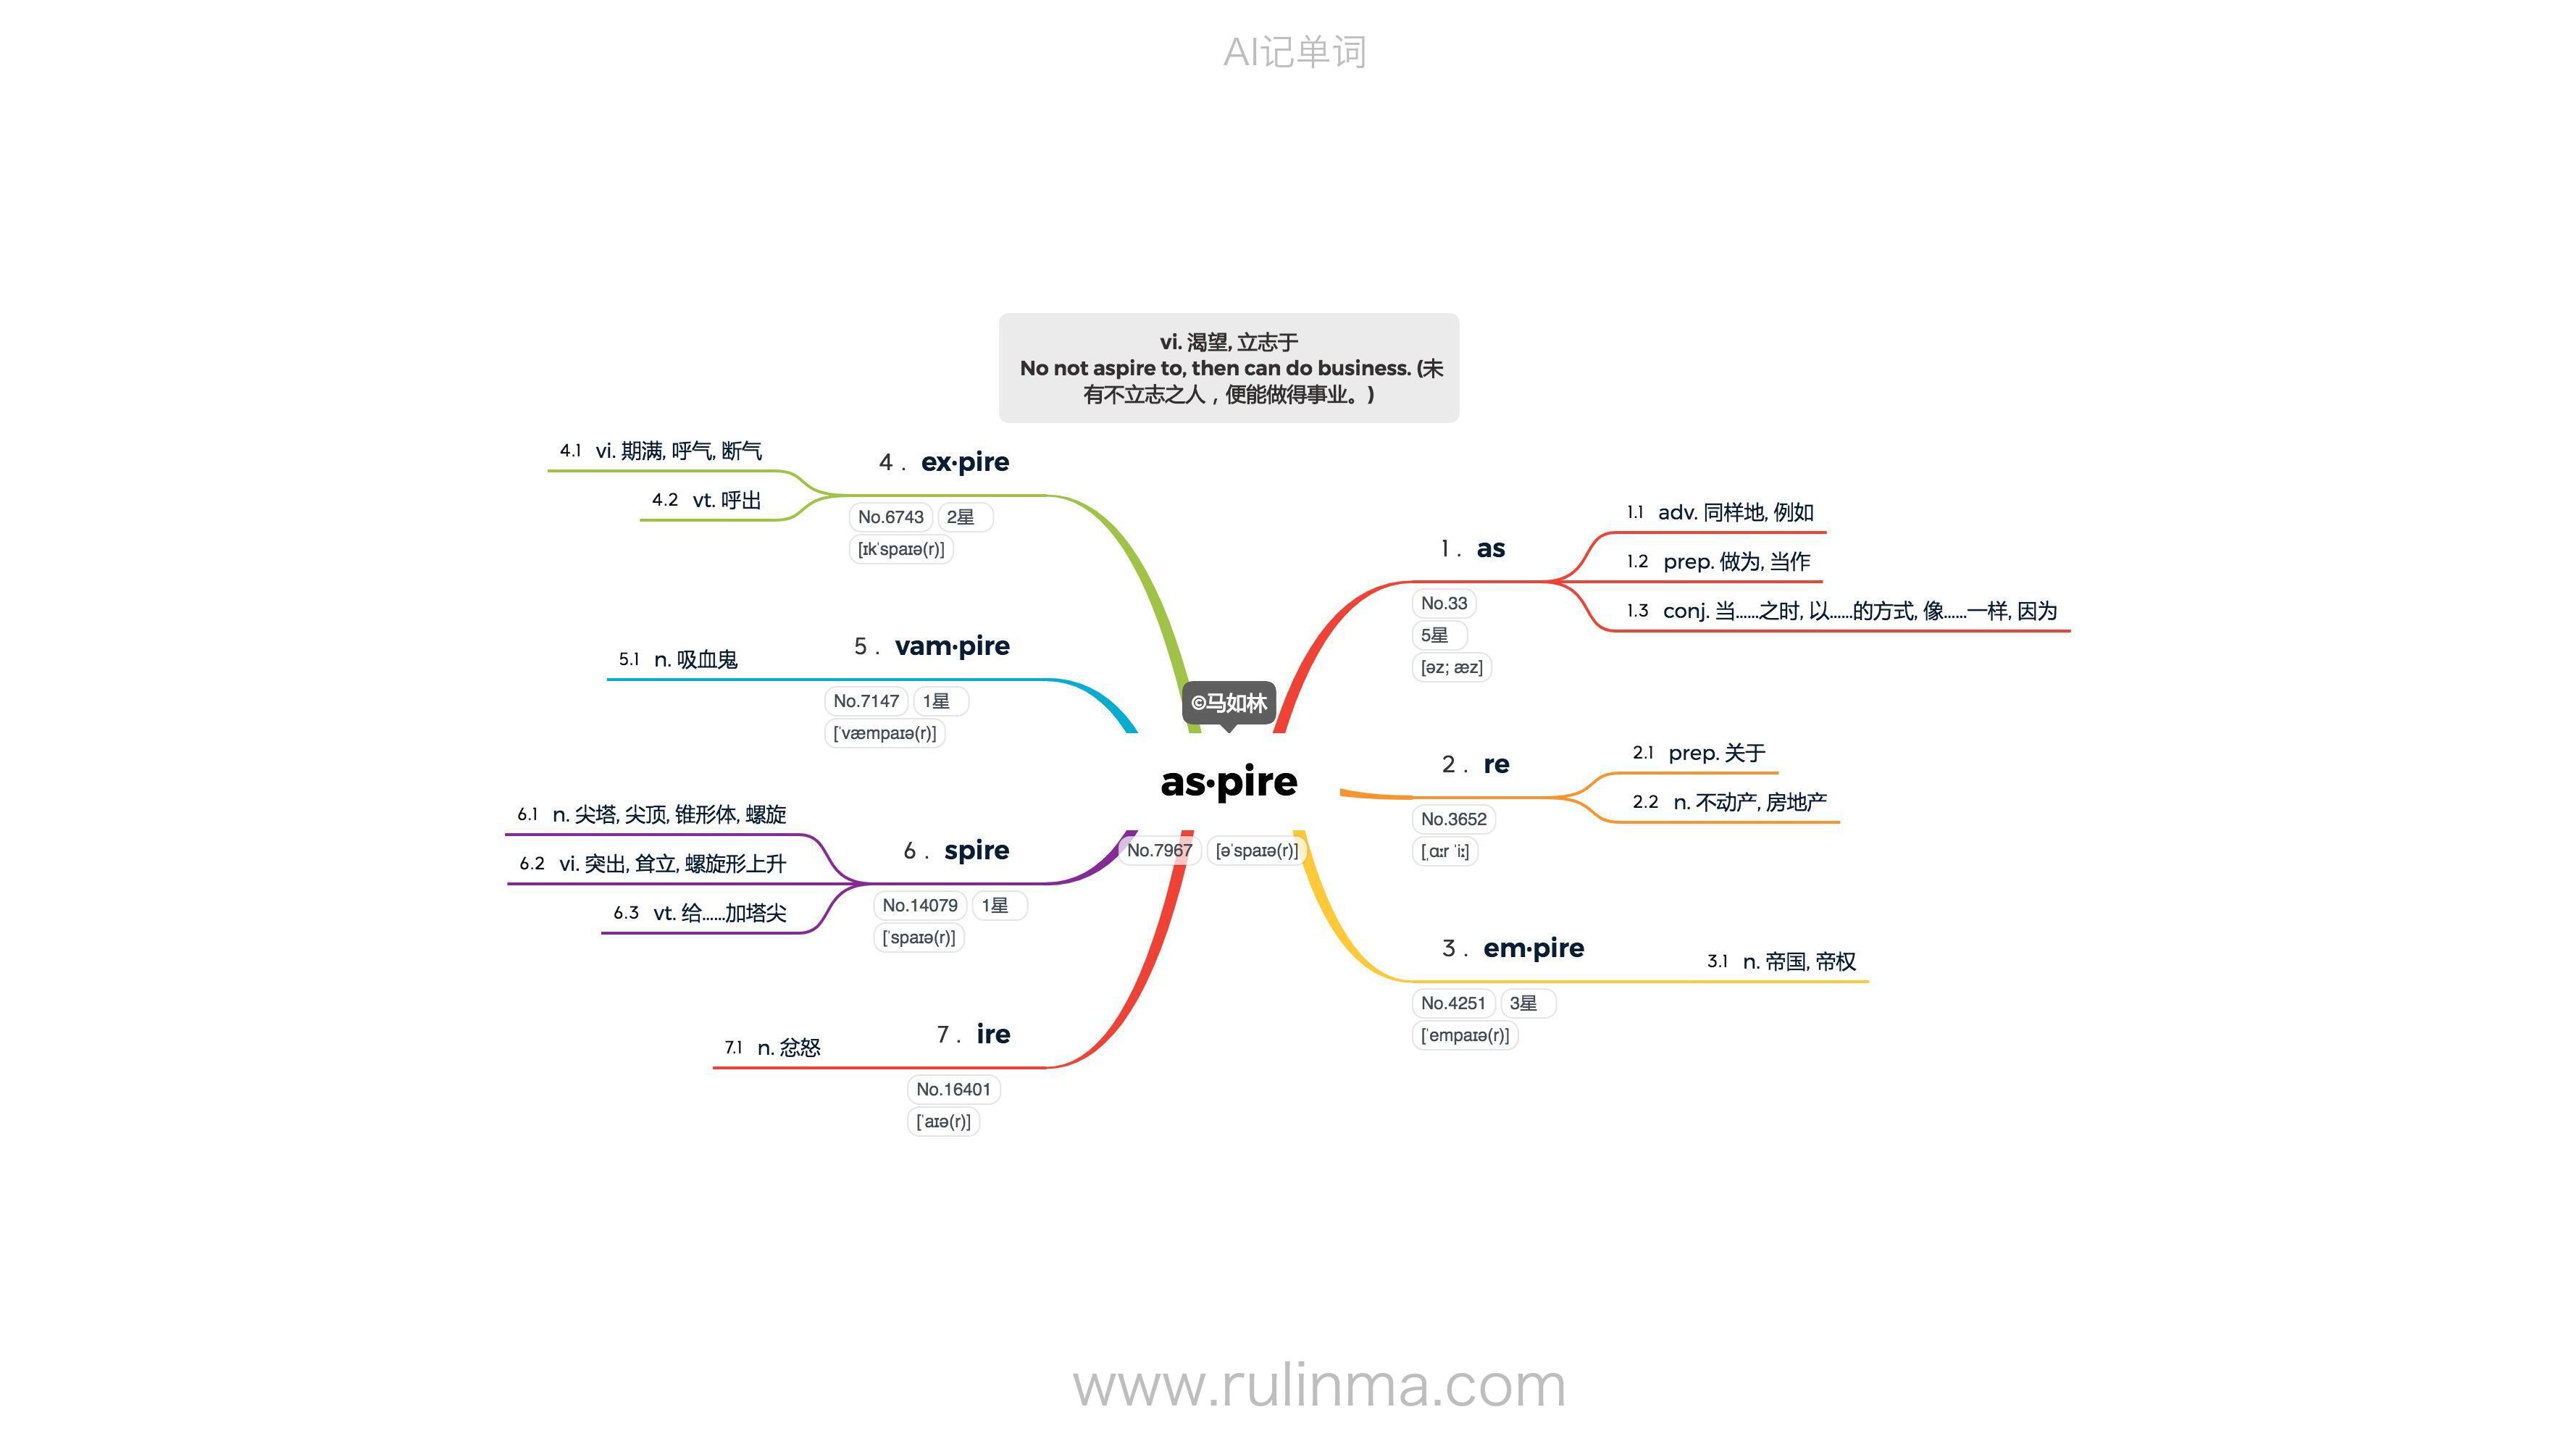 AI记单词
vi. 渴望, 立志于
No not aspire to, then can do business. (未
有不立志之人，便能做得事业。)
©马如林
as·pire
No.7967 [əˈspaɪə(r)]
1 . as
No.33
5星
[əz; æz]
1.1 adv. 同样地, 例如
1.2 prep. 做为, 当作
1.3 conj. 当……之时, 以……的方式, 像……一样, 因为
2 . re
No.3652
[ˌɑːr ˈiː]
2.1 prep. 关于
2.2 n. 不动产, 房地产
3 . em·pire
No.4251 3星
[ˈempaɪə(r)]
3.1 n. 帝国, 帝权
4 . ex·pire
No.6743 2星
[ɪkˈspaɪə(r)]
4.1 vi. 期满, 呼气, 断气
4.2 vt. 呼出
5 . vam·pire
No.7147 1星
[ˈvæmpaɪə(r)]
5.1 n. 吸血鬼
6 . spire
No.14079 1星
[ˈspaɪə(r)]
6.1 n. 尖塔, 尖顶, 锥形体, 螺旋
6.2 vi. 突出, 耸立, 螺旋形上升
6.3 vt. 给……加塔尖
7 . ire
No.16401
[ˈaɪə(r)]
7.1 n. 忿怒
www.rulinma.com